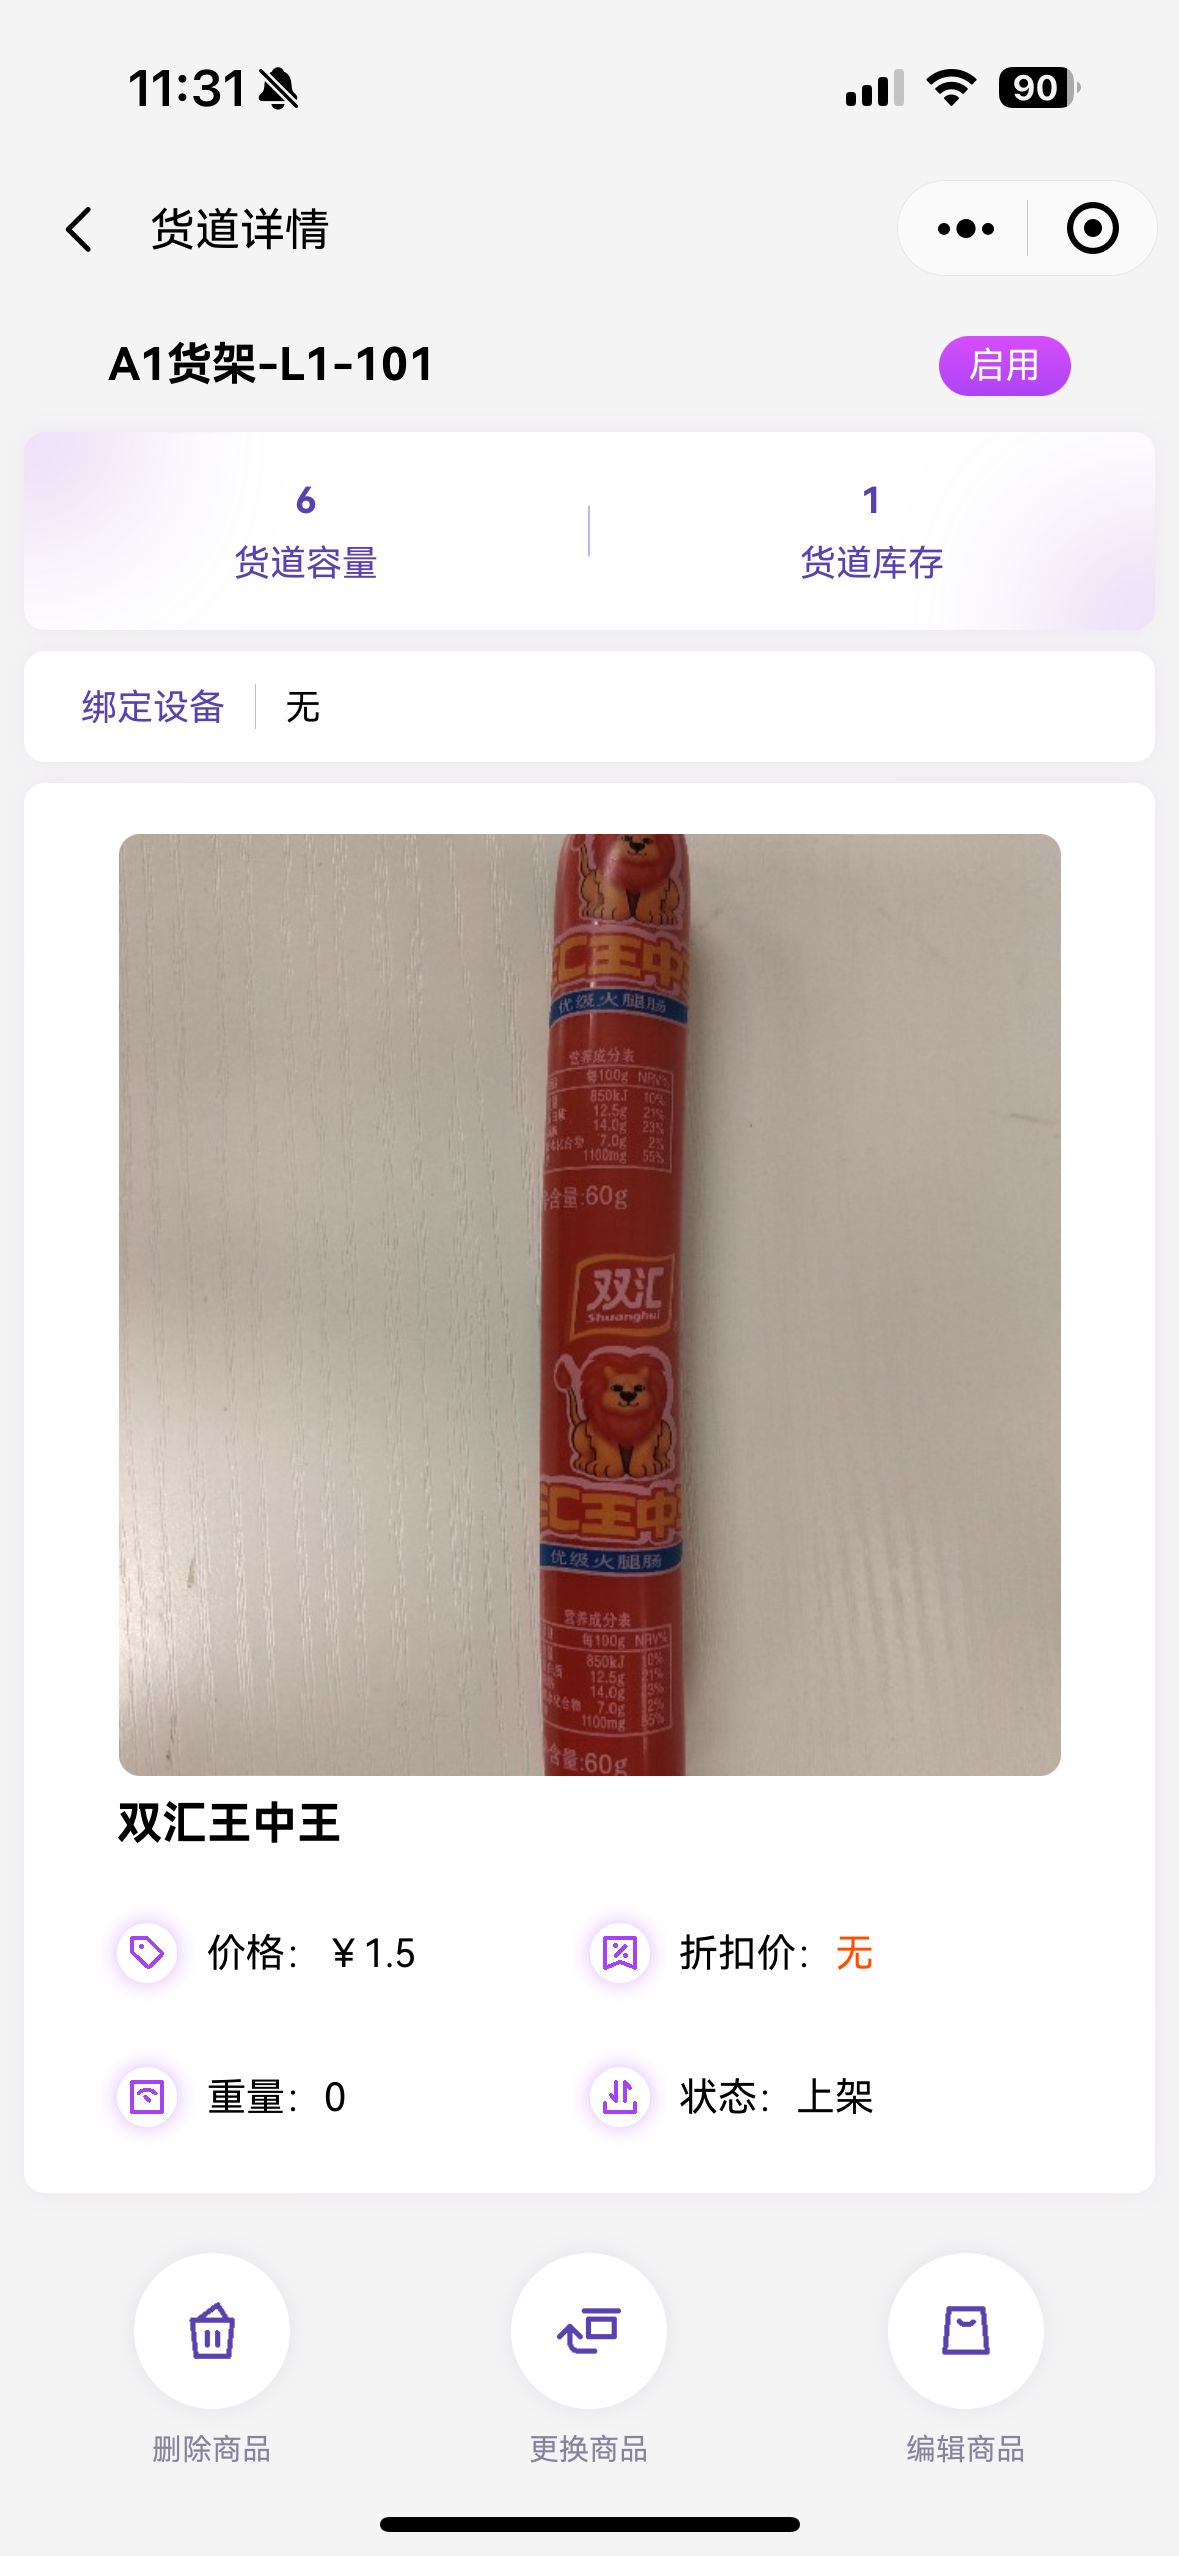 11:31
90
货道详情
A1货架-L1-101
启用
6
货道容量
1
货道库存
绑定设备
无
汇王中
优级火腿肠
营养成分表
每100g NRV%
850kJ 10%
12.5g 21%
14.0g 23%
化合物 7.0g 2%
1100mg 55%
含量:60g
双汇
Shuanghui
汇王中
优级火腿肠
营养成分表
每100g NRV%
850kJ
12.5g
14.0g
化合物 7.0g 2%
1100mg
含量:60g
双汇王中王
价格： ¥1.5
折扣价： 无
重量： 0
状态： 上架
删除商品
更换商品
编辑商品